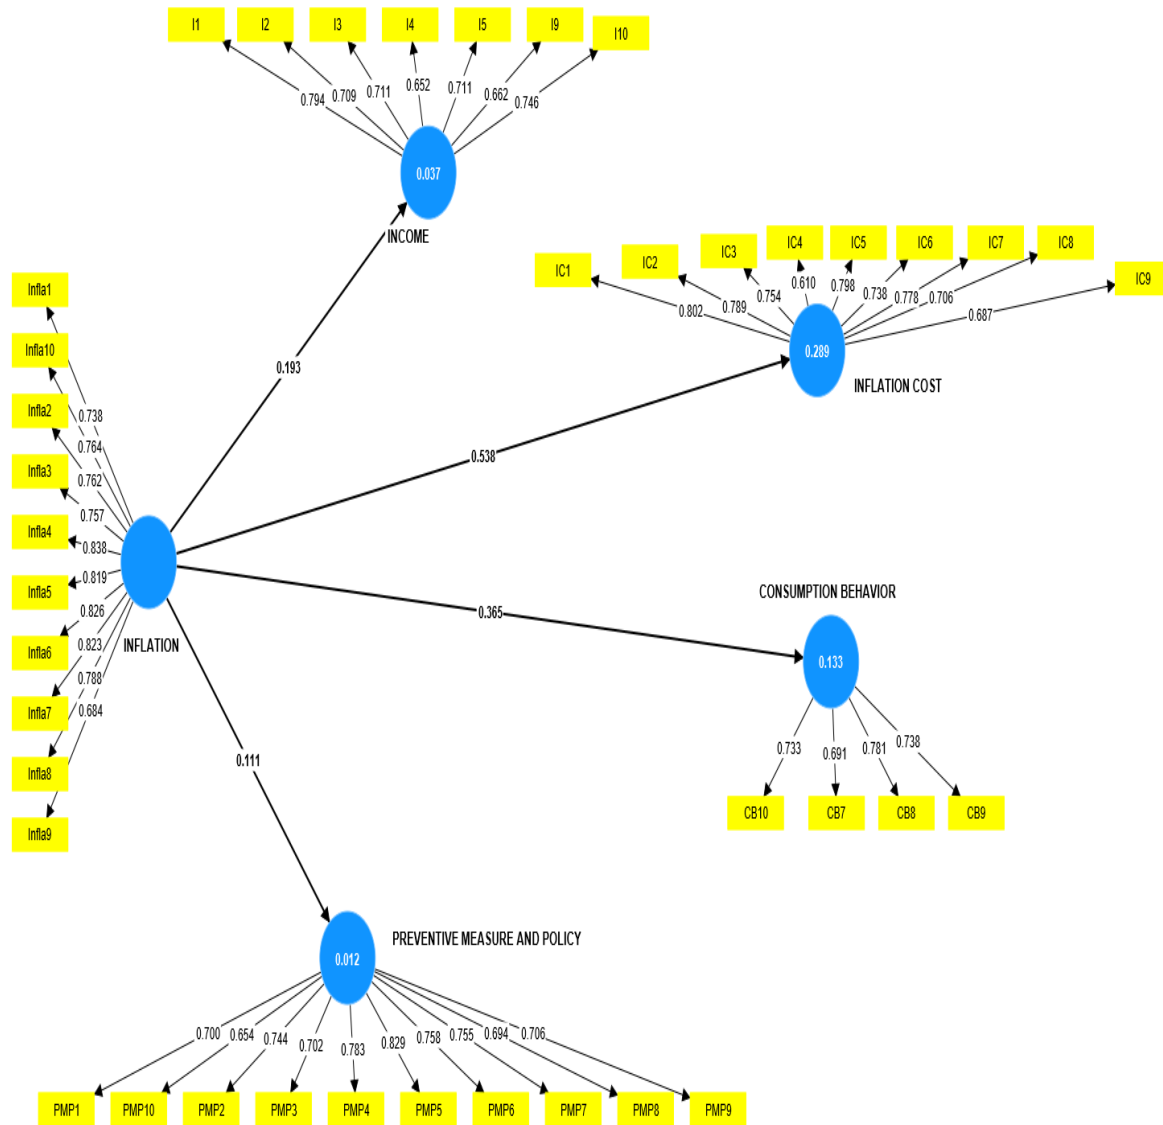 I1 I2 I3 I4 I5 I9 I10
0.794 0.709 0.711 0.652 0.711 0.662 0.746
0.037
INCOME
IC1 IC2 IC3 IC4 IC5 IC6 IC7 IC8 IC9
0.802 0.789 0.754 0.610 0.798 0.738 0.778 0.706 0.687
0.289
INFLATION COST
0.193
0.538
Infla1
Infla10
Infla2
Infla3
Infla4
Infla5
Infla6
Infla7
Infla8
Infla9
0.738
0.764
0.762
0.757
0.838
0.819
0.826
0.823
0.788
0.684
INFLATION
0.365
0.111
CONSUMPTION BEHAVIOR
0.133
0.733 0.691 0.781 0.738
CB10 CB7 CB8 CB9
PREVENTIVE MEASURE AND POLICY
0.012
0.700 0.654 0.744 0.702 0.783 0.829 0.758 0.755 0.694 0.706
PMP1 PMP10 PMP2 PMP3 PMP4 PMP5 PMP6 PMP7 PMP8 PMP9